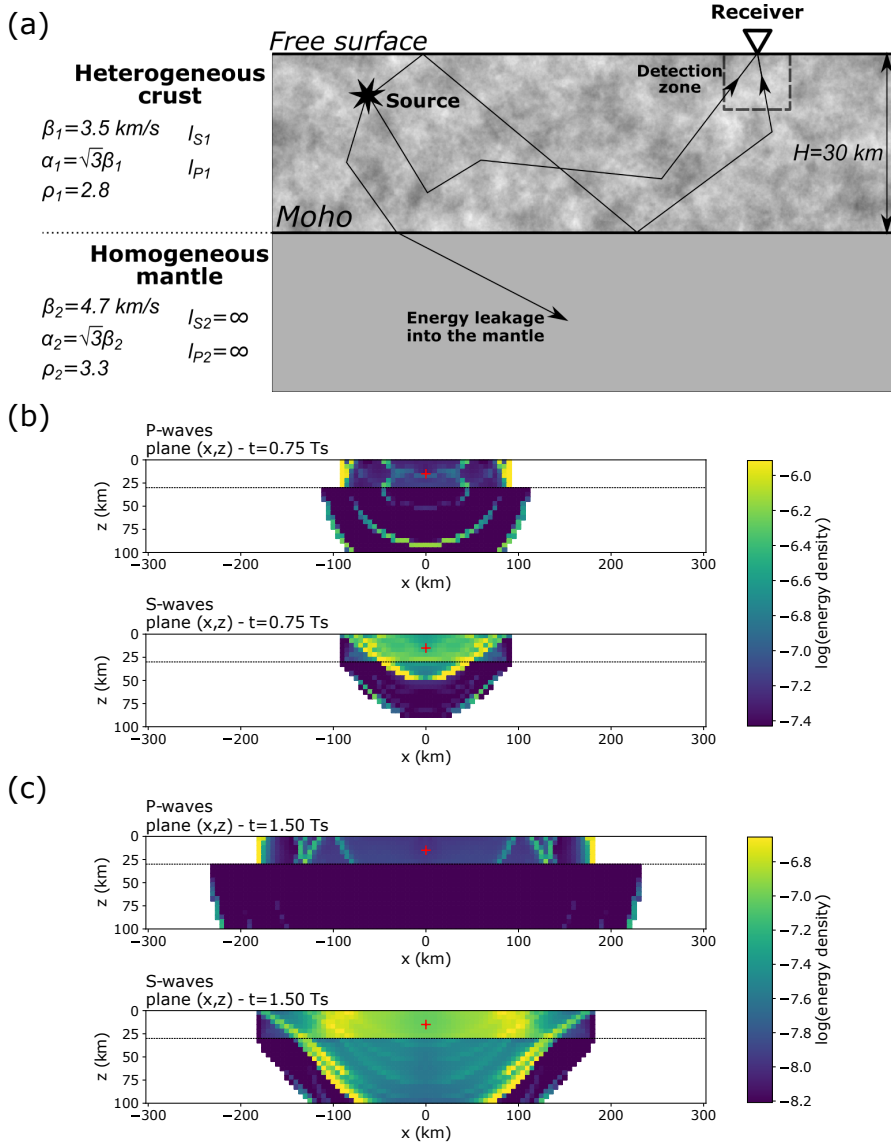 (a)
Receiver
Free surface
Heterogeneous
crust
β1=3.5 km/s
lS1
α1=√3β1
lP1
ρ1=2.8
Source
Detection
zone
H=30 km
Moho
Homogeneous
mantle
β2=4.7 km/s
lS2=∞
α2=√3β2
lP2=∞
ρ2=3.3
Energy leakage
into the mantle
(b)
P-waves
plane (x,z) - t=0.75 Ts
z (km)
0
25
50
75
100
−300
−200
−100
0
100
200
300
x (km)
S-waves
plane (x,z) - t=0.75 Ts
z (km)
0
25
50
75
100
−300
−200
−100
0
100
200
300
x (km)
−6.0
−6.2
−6.4
−6.6
−6.8
−7.0
−7.2
−7.4
log(energy density)
(c)
P-waves
plane (x,z) - t=1.50 Ts
z (km)
0
25
50
75
100
−300
−200
−100
0
100
200
300
x (km)
S-waves
plane (x,z) - t=1.50 Ts
z (km)
0
25
50
75
100
−300
−200
−100
0
100
200
300
x (km)
−6.8
−7.0
−7.2
−7.4
−7.6
−7.8
−8.0
−8.2
log(energy density)